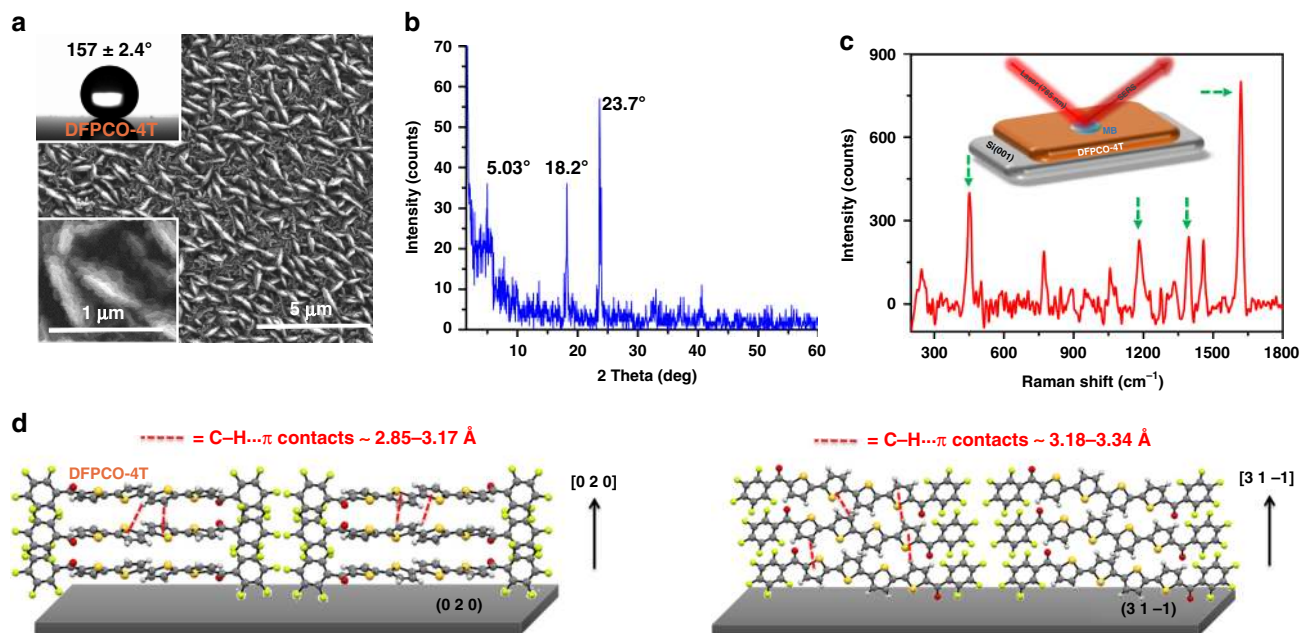 a
157 ± 2.4°
DFPCO-4T
1 μm
5 μm
b
Intensity (counts)
70
60
50
40
30
20
10
0
5.03°
18.2°
23.7°
10 20 30 40 50 60
2 Theta (deg)
c
Intensity (counts)
900
600
300
0
Laser (785 nm)
SERS
MB
DFPCO-4T
Si(001)
300 600 900 1200 1500 1800
Raman shift (cm⁻¹)
d
= C–H···π contacts ~ 2.85–3.17 Å
DFPCO-4T
[0 2 0]
(0 2 0)
= C–H···π contacts ~ 3.18–3.34 Å
[3 1 –1]
(3 1 –1)